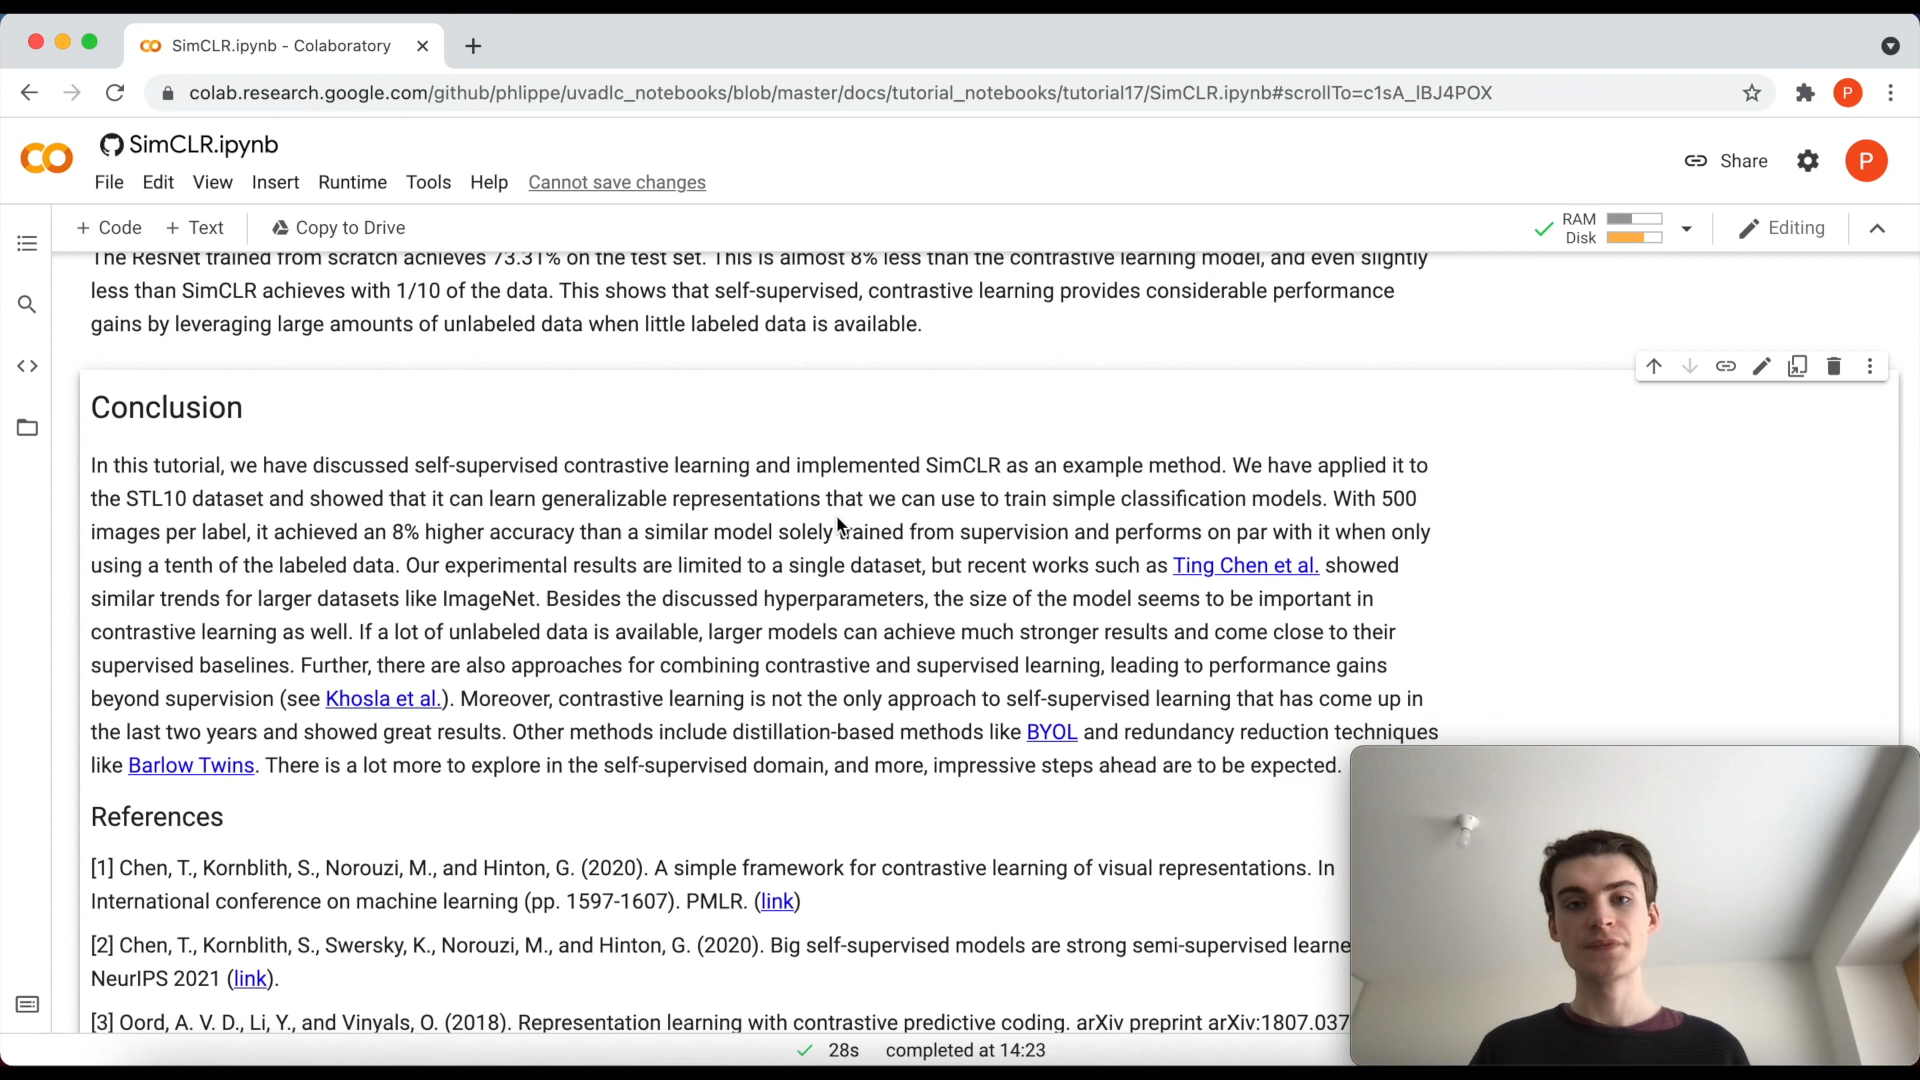 SimCLR.ipynb - Colaboratory
colab.research.google.com/github/phlippe/uvadlc_notebooks/blob/master/docs/tutorial_notebooks/tutorial17/SimCLR.ipynb#scrollTo=c1sA_lBJ4POX
P
SimCLR.ipynb
Share
P
File Edit View Insert Runtime Tools Help Cannot save changes
+ Code + Text Copy to Drive
RAM
Disk
Editing
The ResNet trained from scratch achieves 73.31% on the test set. This is almost 8% less than the contrastive learning model, and even slightly
less than SimCLR achieves with 1/10 of the data. This shows that self-supervised, contrastive learning provides considerable performance
gains by leveraging large amounts of unlabeled data when little labeled data is available.
Conclusion
In this tutorial, we have discussed self-supervised contrastive learning and implemented SimCLR as an example method. We have applied it to
the STL10 dataset and showed that it can learn generalizable representations that we can use to train simple classification models. With 500
images per label, it achieved an 8% higher accuracy than a similar model solely trained from supervision and performs on par with it when only
using a tenth of the labeled data. Our experimental results are limited to a single dataset, but recent works such as Ting Chen et al. showed
similar trends for larger datasets like ImageNet. Besides the discussed hyperparameters, the size of the model seems to be important in
contrastive learning as well. If a lot of unlabeled data is available, larger models can achieve much stronger results and come close to their
supervised baselines. Further, there are also approaches for combining contrastive and supervised learning, leading to performance gains
beyond supervision (see Khosla et al.). Moreover, contrastive learning is not the only approach to self-supervised learning that has come up in
the last two years and showed great results. Other methods include distillation-based methods like BYOL and redundancy reduction techniques
like Barlow Twins. There is a lot more to explore in the self-supervised domain, and more, impressive steps ahead are to be expected.
References
[1] Chen, T., Kornblith, S., Norouzi, M., and Hinton, G. (2020). A simple framework for contrastive learning of visual representations. In
International conference on machine learning (pp. 1597-1607). PMLR. (link)
[2] Chen, T., Kornblith, S., Swersky, K., Norouzi, M., and Hinton, G. (2020). Big self-supervised models are strong semi-supervised learne
NeurIPS 2021 (link).
[3] Oord, A. V. D., Li, Y., and Vinyals, O. (2018). Representation learning with contrastive predictive coding. arXiv preprint arXiv:1807.037
28s completed at 14:23